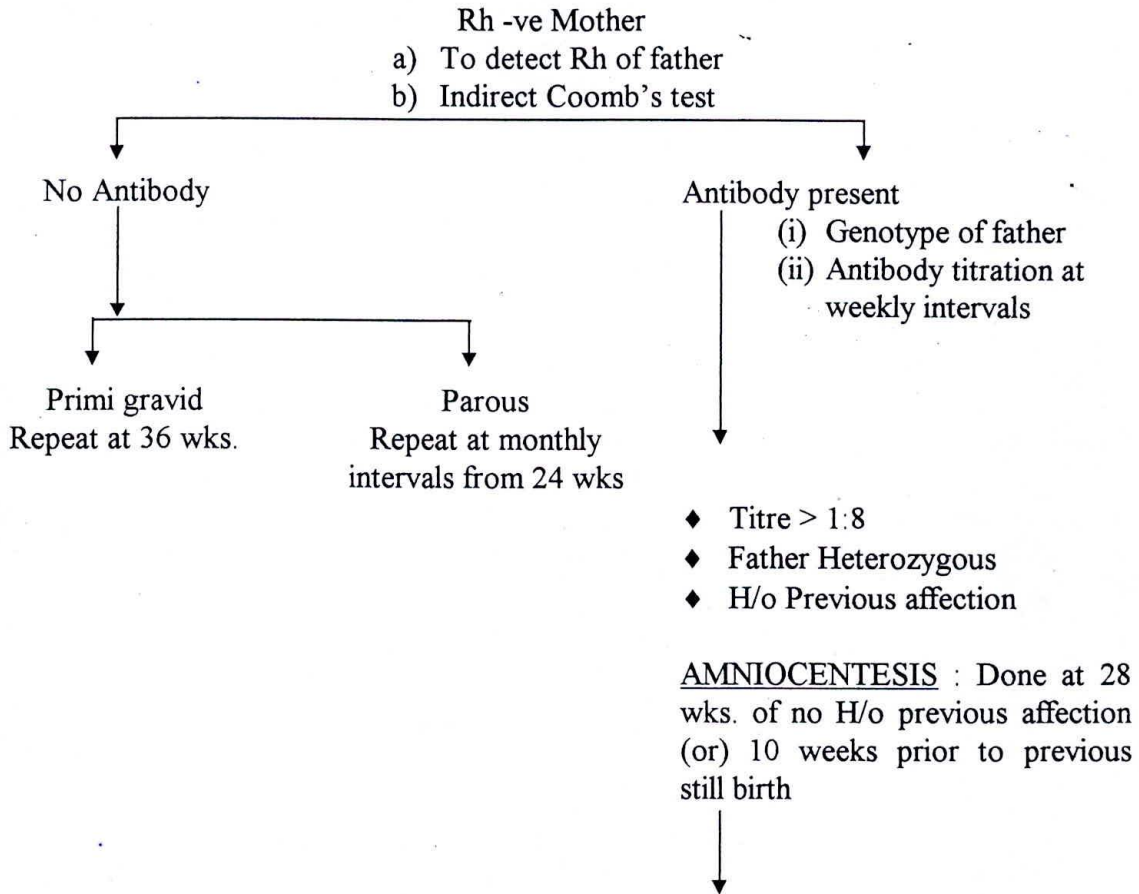 Rh -ve Mother
a) To detect Rh of father
b) Indirect Coomb's test
No Antibody
Antibody present
(i) Genotype of father
(ii) Antibody titration at
weekly intervals
Primi gravid
Repeat at 36 wks.
Parous
Repeat at monthly
intervals from 24 wks
♦ Titre > 1:8
♦ Father Heterozygous
♦ H/o Previous affection
AMNIOCENTESIS : Done at 28
wks. of no H/o previous affection
(or) 10 weeks prior to previous
still birth